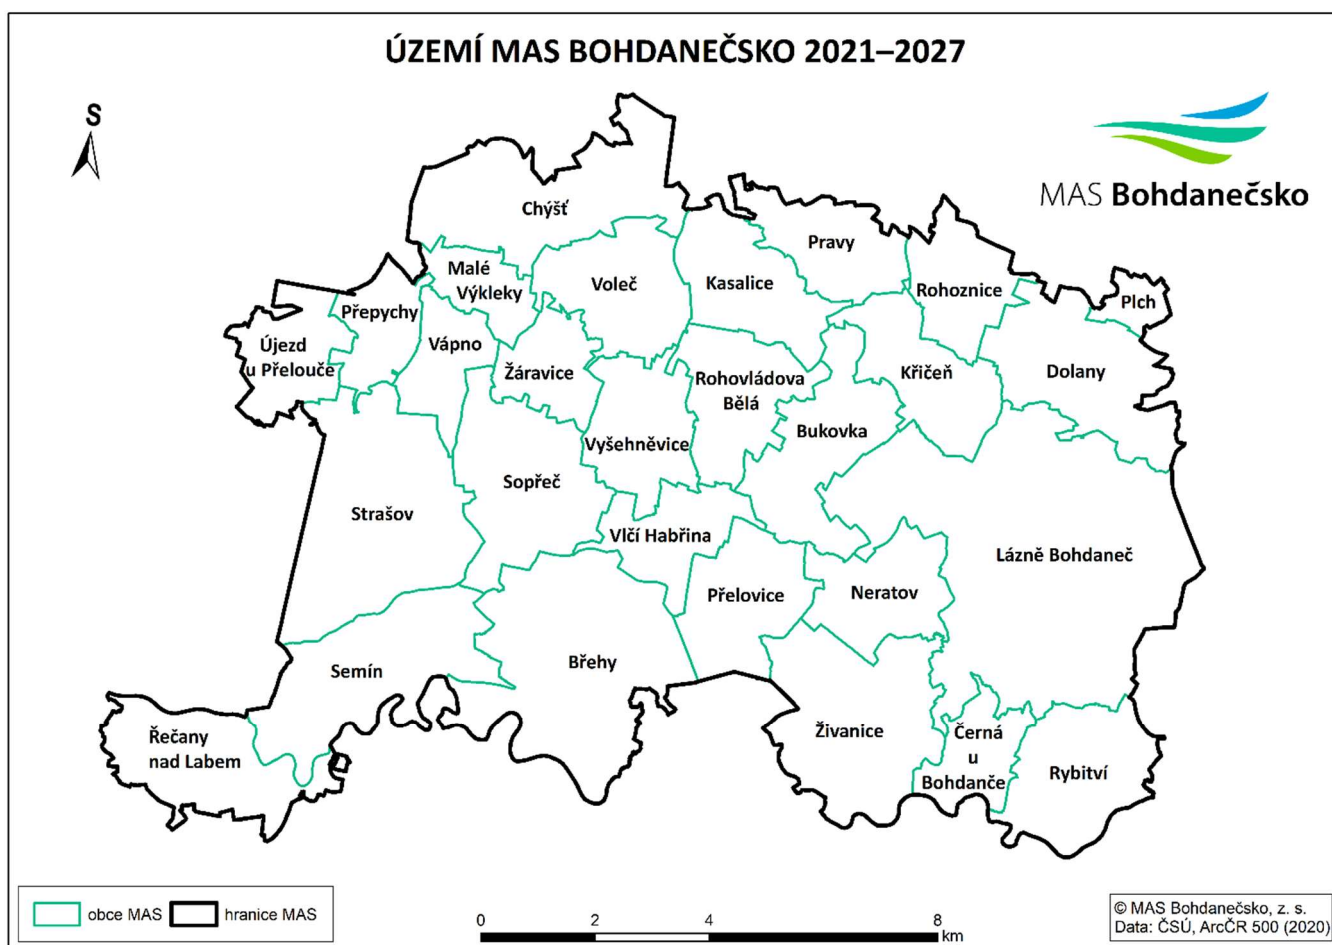 ÚZEMÍ MAS BOHDANEČSKO 2021–2027
S
MAS Bohdanečsko
Chýšť
Pravy
Malé
Výkleky
Voleč
Kasalice
Rohoznice
Plch
Přepychy
Újezd
u Přelouče
Vápno
Žáravice
Rohovládova
Bělá
Křičeň
Dolany
Bukovka
Vyšehněvice
Sopřeč
Strašov
Vlčí Habřina
Lázně Bohdaneč
Přelovice
Neratov
Semín
Břehy
Řečany
nad Labem
Živanice
Černá
u
Bohdanče
Rybitví
obce MAS
hranice MAS
0 2 4 8
km
© MAS Bohdanečsko, z. s.
Data: ČSÚ, ArcČR 500 (2020)